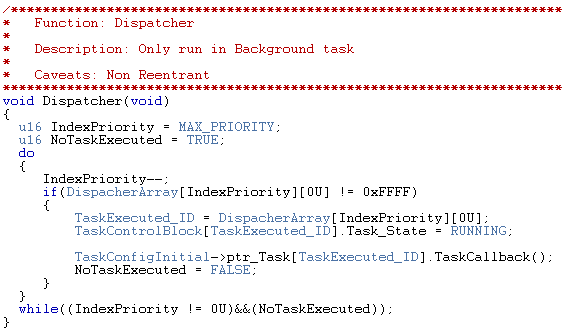 /*********************************************************************
*   Function: Dispatcher
*
*   Description: Only run in Background task
*
*   Caveats: Non Reentrant
**********************************************************************
void Dispatcher(void)
{
  u16 IndexPriority = MAX_PRIORITY;
  u16 NoTaskExecuted = TRUE;
  do
  {
     IndexPriority--;
     if(DispacherArray[IndexPriority][0U] != 0xFFFF)
     {
         TaskExecuted_ID = DispacherArray[IndexPriority][0U];
         TaskControlBlock[TaskExecuted_ID].Task_State = RUNNING;

         TaskConfigInitial->ptr_Task[TaskExecuted_ID].TaskCallback();
         NoTaskExecuted = FALSE;
     }
  }
  while((IndexPriority != 0U)&&(NoTaskExecuted));
}